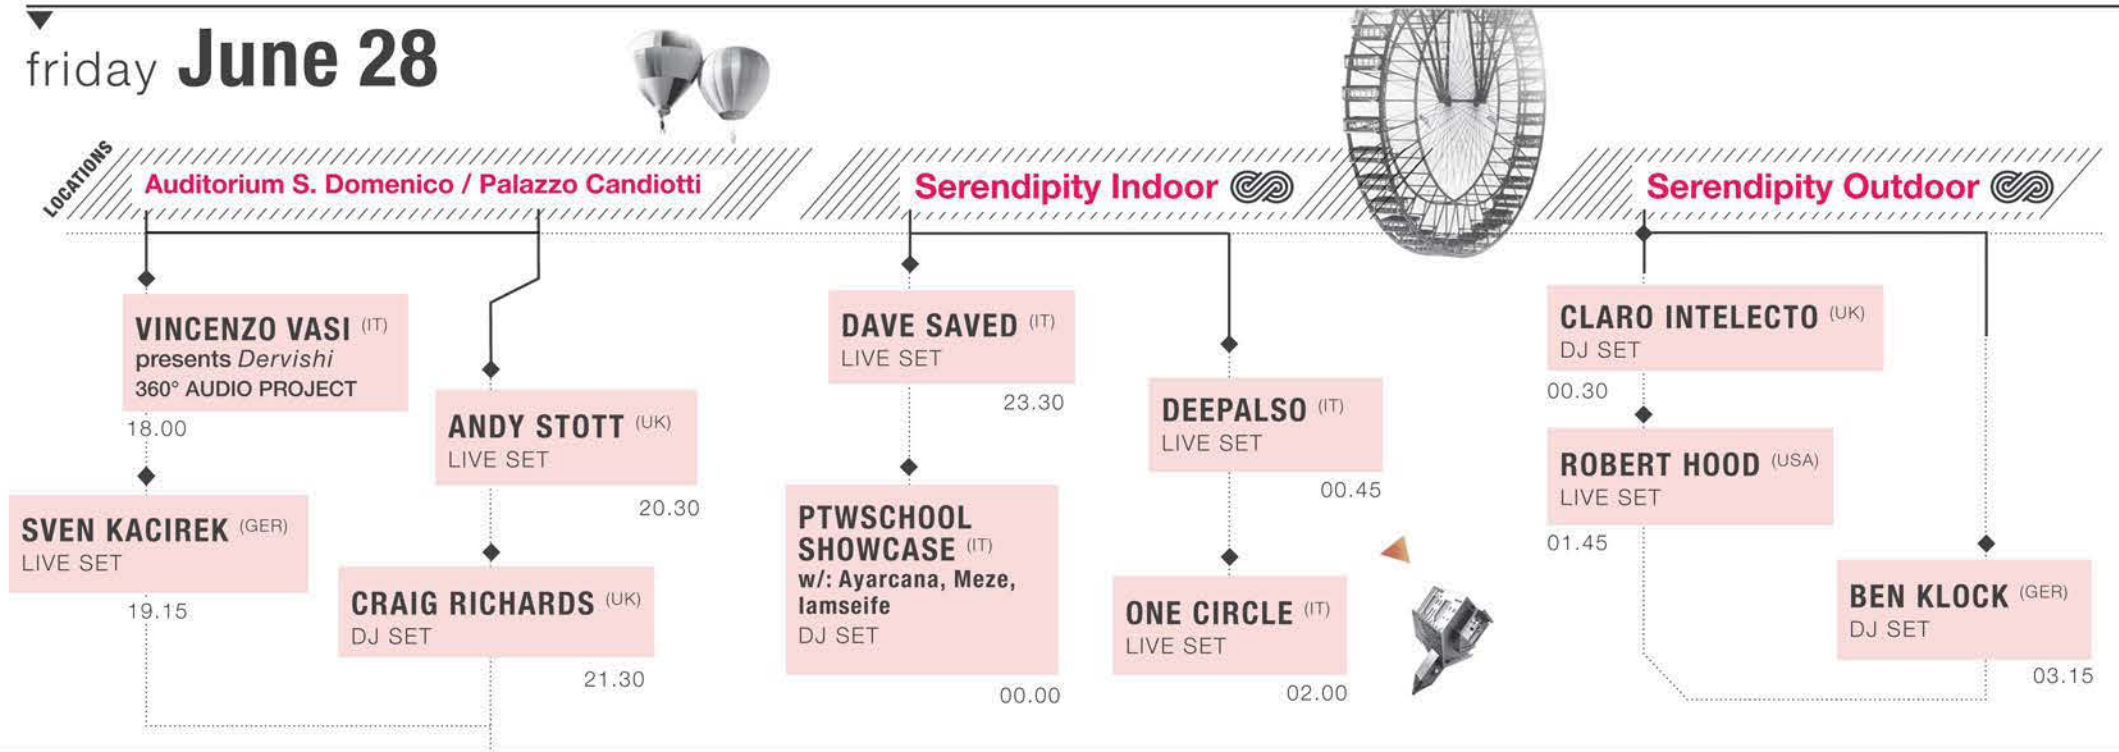 friday June 28
LOCATIONS
Auditorium S. Domenico / Palazzo Candiotti
VINCENZO VASI (IT)
presents Dervishi
360° AUDIO PROJECT
18.00
SVEN KACIREK (GER)
LIVE SET
19.15
ANDY STOTT (UK)
LIVE SET
20.30
CRAIG RICHARDS (UK)
DJ SET
21.30
Serendipity Indoor
DAVE SAVED (IT)
LIVE SET
23.30
PTWSCHOOL
SHOWCASE (IT)
w/: Ayarcana, Meze,
Iamseife
DJ SET
00.00
DEEPALSO (IT)
LIVE SET
00.45
ONE CIRCLE (IT)
LIVE SET
02.00
Serendipity Outdoor
CLARO INTELECTO (UK)
DJ SET
00.30
ROBERT HOOD (USA)
LIVE SET
01.45
BEN KLOCK (GER)
DJ SET
03.15